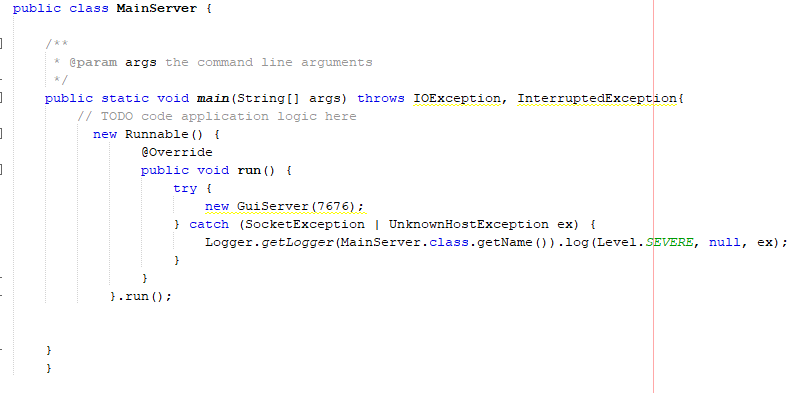 public class MainServer {
/**
* @param args the command line arguments
*/
public static void main(String[] args) throws IOException, InterruptedException{
// TODO code application logic here
new Runnable() {
@Override
public void run() {
try {
new GuiServer(7676);
} catch (SocketException | UnknownHostException ex) {
Logger.getLogger(MainServer.class.getName()).log(Level.SEVERE, null, ex);
}
}
}.run();
}
}